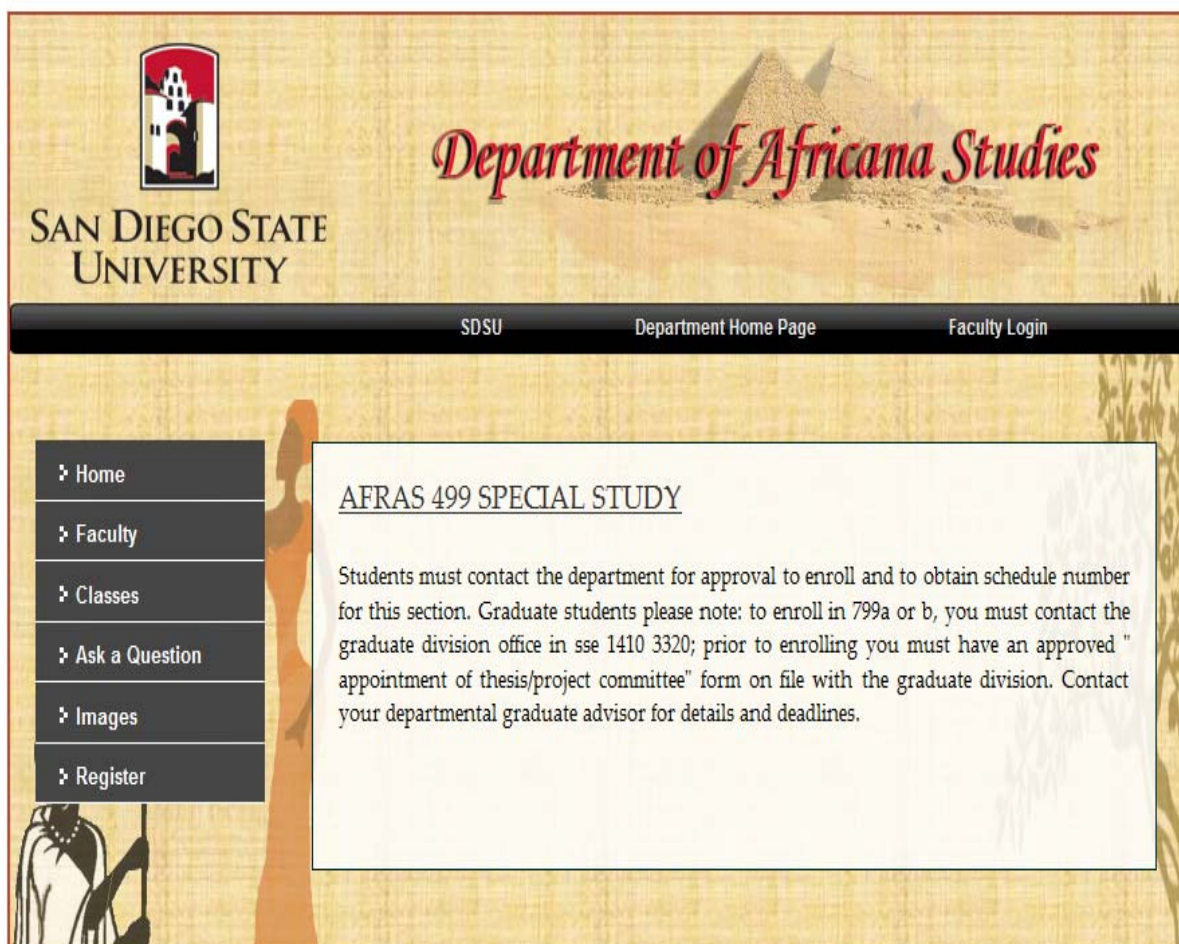 Department of Africana Studies
SAN DIEGO STATE
UNIVERSITY
SDSU Department Home Page Faculty Login
Home
Faculty
Classes
Ask a Question
Images
Register
AFRAS 499 SPECIAL STUDY
Students must contact the department for approval to enroll and to obtain schedule number
for this section. Graduate students please note: to enroll in 799a or b, you must contact the
graduate division office in sse 1410 3320; prior to enrolling you must have an approved "
appointment of thesis/project committee" form on file with the graduate division. Contact
your departmental graduate advisor for details and deadlines.